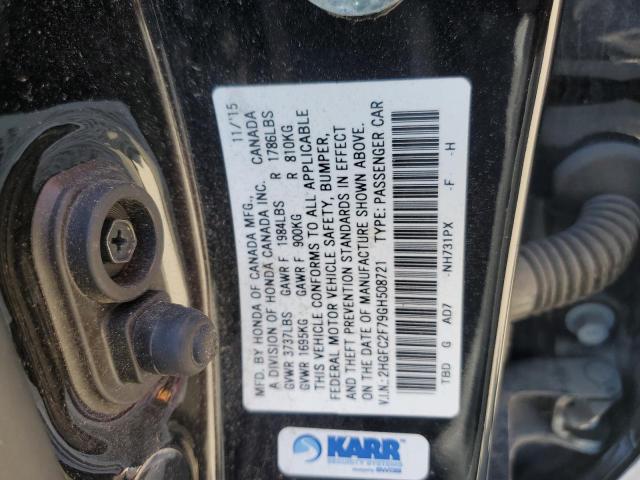 MFD. BY HONDA OF CANADA MFG., 11/'15
A DIVISION OF HONDA CANADA INC. CANADA
GVWR 3737LBS GAWR F 1984LBS R 1786LBS
GVWR 1695KG GAWR F 900KG R 810KG
THIS VEHICLE CONFORMS TO ALL APPLICABLE
FEDERAL MOTOR VEHICLE SAFETY, BUMPER,
AND THEFT PREVENTION STANDARDS IN EFFECT
ON THE DATE OF MANUFACTURE SHOWN ABOVE.
V.I.N.: 2HGFC2F79GH508721 TYPE: PASSENGER CAR
TBD G AD7 -NH731PX -F -H
KARR
SECURITY SYSTEMS